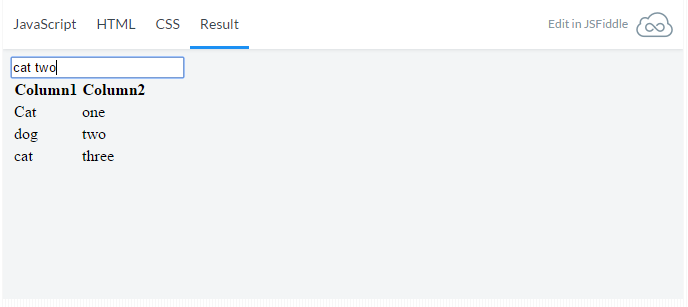 JavaScript HTML CSS Result Edit in JSFiddle
cat two
Column1 Column2
Cat one
dog two
cat three